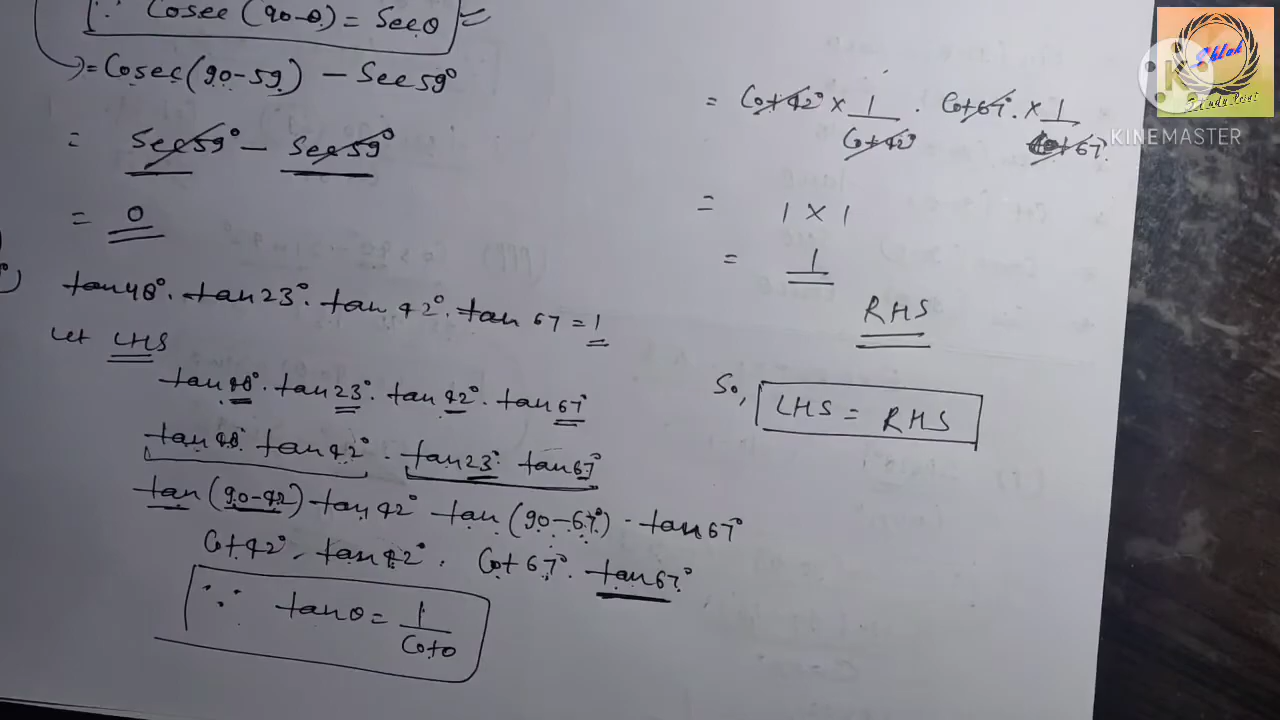 ∵ Cosec (90-θ) = Secθ
= Cosec(90-59) - Sec59°
= Sec59° - Sec59°
= 0
tan48°. tan23°. tan42°. tan 67 = 1
Let LHS
tan48°. tan23°. tan42°. tan67°
tan48° tan42° . tan23° tan67°
tan (90-42) tan42° tan (90-67°) . tan67°
Cot42° . tan42° . Cot67° . tan67°
∵ tanθ = 1/Cotθ
= Cot42° × 1/Cot42° . Cot67° × 1/Cot67°
= 1 × 1
= 1
RHS
So, LHS = RHS
KINEMASTER